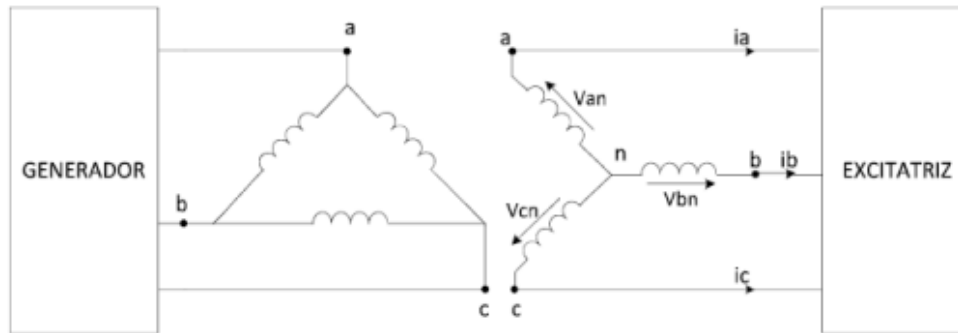 a
a
ia
Van
GENERADOR
n
b
ib
EXCITATRIZ
b
Vcn
Vbn
ic
c
c